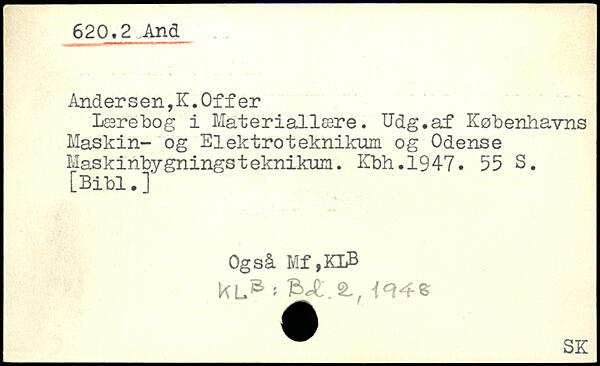 620.2 And
Andersen,K.Offer
Lærebog i Materiallære. Udg.af Københavns
Maskin- og Elektroteknikum og Odense
Maskinbygningsteknikum. Kbh.1947. 55 S.
[Bibl.]
Også Mf,KLB
KLB: Bd. 2, 1948
SK